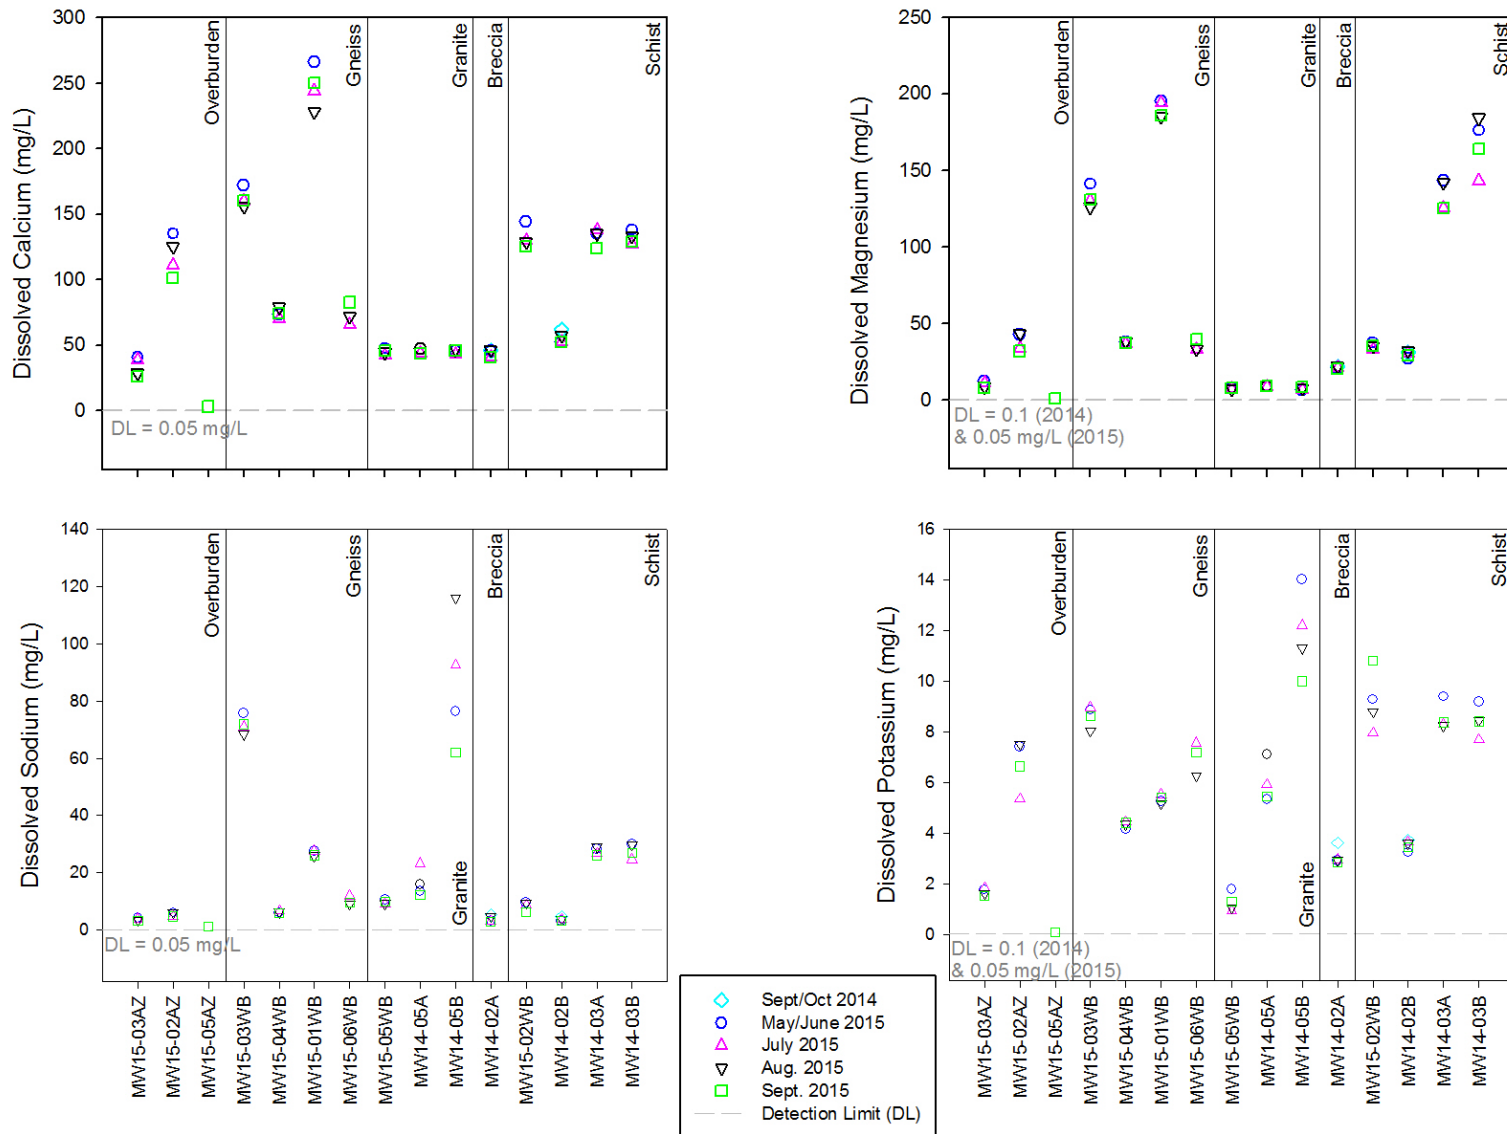 300
250
200
150
100
50
0
Dissolved Calcium (mg/L)
Overburden
Gneiss
Granite
Breccia
Schist
DL = 0.05 mg/L
250
200
150
100
50
0
Dissolved Magnesium (mg/L)
Overburden
Gneiss
Granite
Breccia
Schist
DL = 0.1 (2014)
& 0.05 mg/L (2015)
140
120
100
80
60
40
20
0
Dissolved Sodium (mg/L)
Overburden
Gneiss
Granite
Breccia
Schist
DL = 0.05 mg/L
MW15-03AZ
MW15-02AZ
MW15-05AZ
MW15-03WB
MW15-04WB
MW15-01WB
MW15-06WB
MW15-05WB
MW14-05A
MW14-05B
MW14-02A
MW15-02WB
MW14-02B
MW14-03A
MW14-03B
16
14
12
10
8
6
4
2
0
Dissolved Potassium (mg/L)
Overburden
Gneiss
Granite
Breccia
Schist
DL = 0.1 (2014)
& 0.05 mg/L (2015)
MW15-03AZ
MW15-02AZ
MW15-05AZ
MW15-03WB
MW15-04WB
MW15-01WB
MW15-06WB
MW15-05WB
MW14-05A
MW14-05B
MW14-02A
MW15-02WB
MW14-02B
MW14-03A
MW14-03B
Sept/Oct 2014
May/June 2015
July 2015
Aug. 2015
Sept. 2015
Detection Limit (DL)